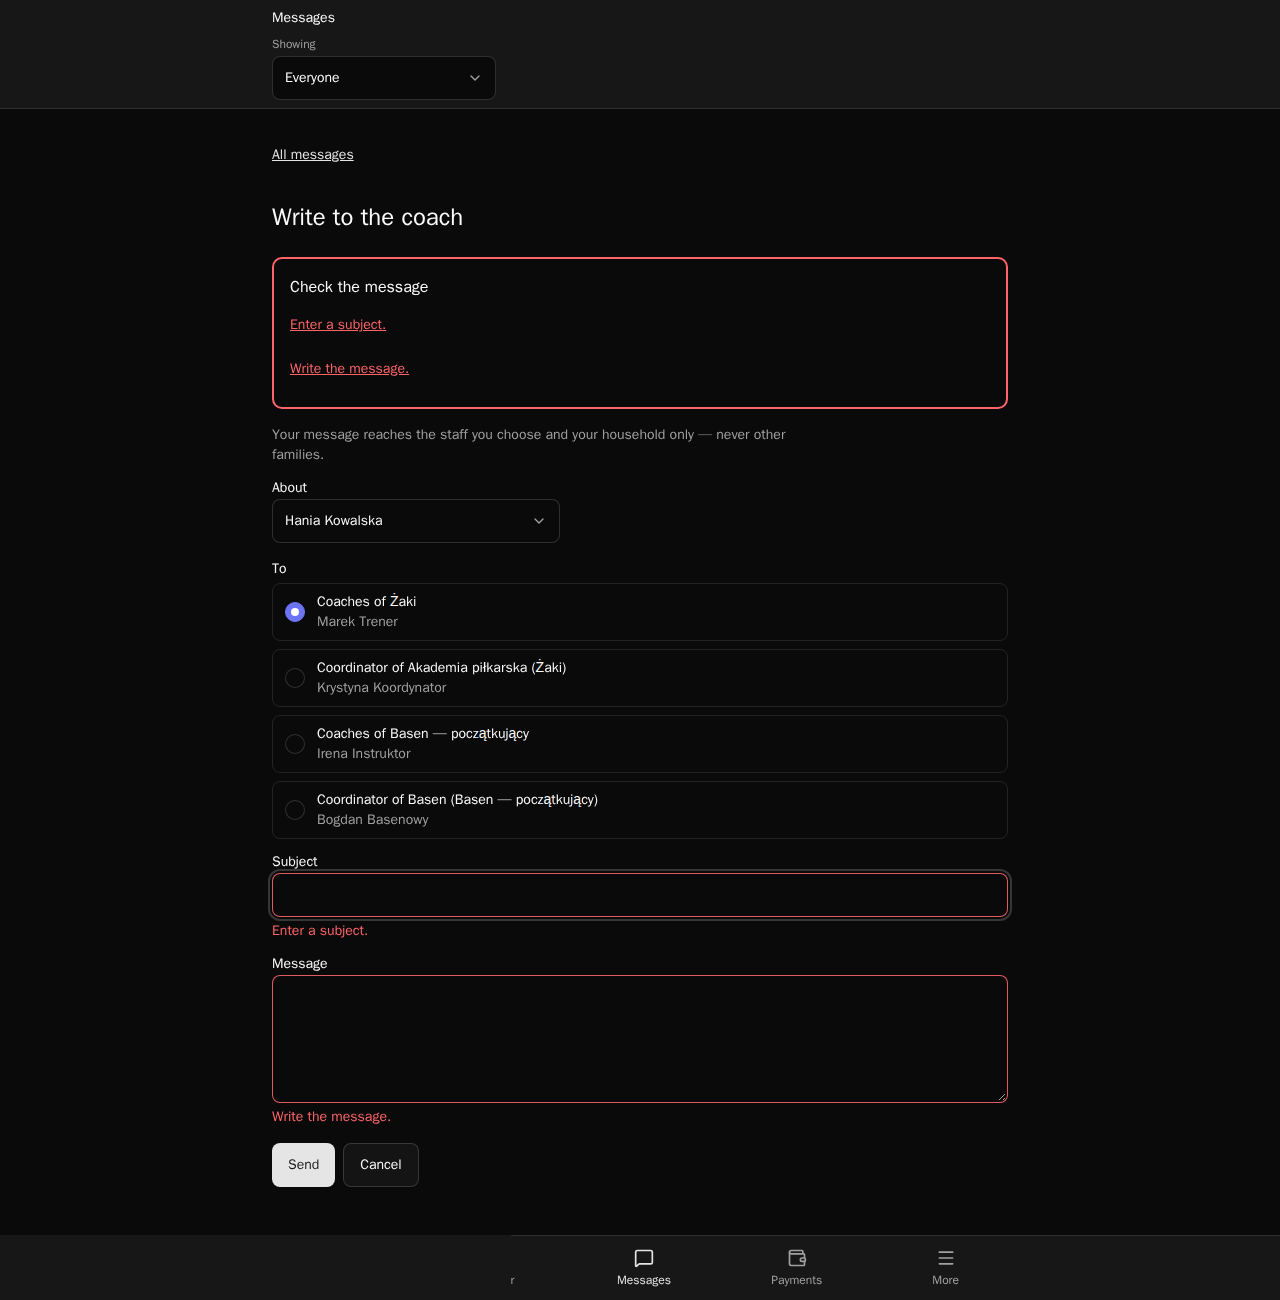 Messages
Showing
Everyone
All messages
Write to the coach
Check the message
Enter a subject.
Write the message.
Your message reaches the staff you choose and your household only — never other
families.
About
Hania Kowalska
To
Coaches of Żaki
Marek Trener
Coordinator of Akademia piłkarska (Żaki)
Krystyna Koordynator
Coaches of Basen — początkujący
Irena Instruktor
Coordinator of Basen (Basen — początkujący)
Bogdan Basenowy
Subject
Enter a subject.
Message
Write the message.
Send Cancel
r Messages Payments More